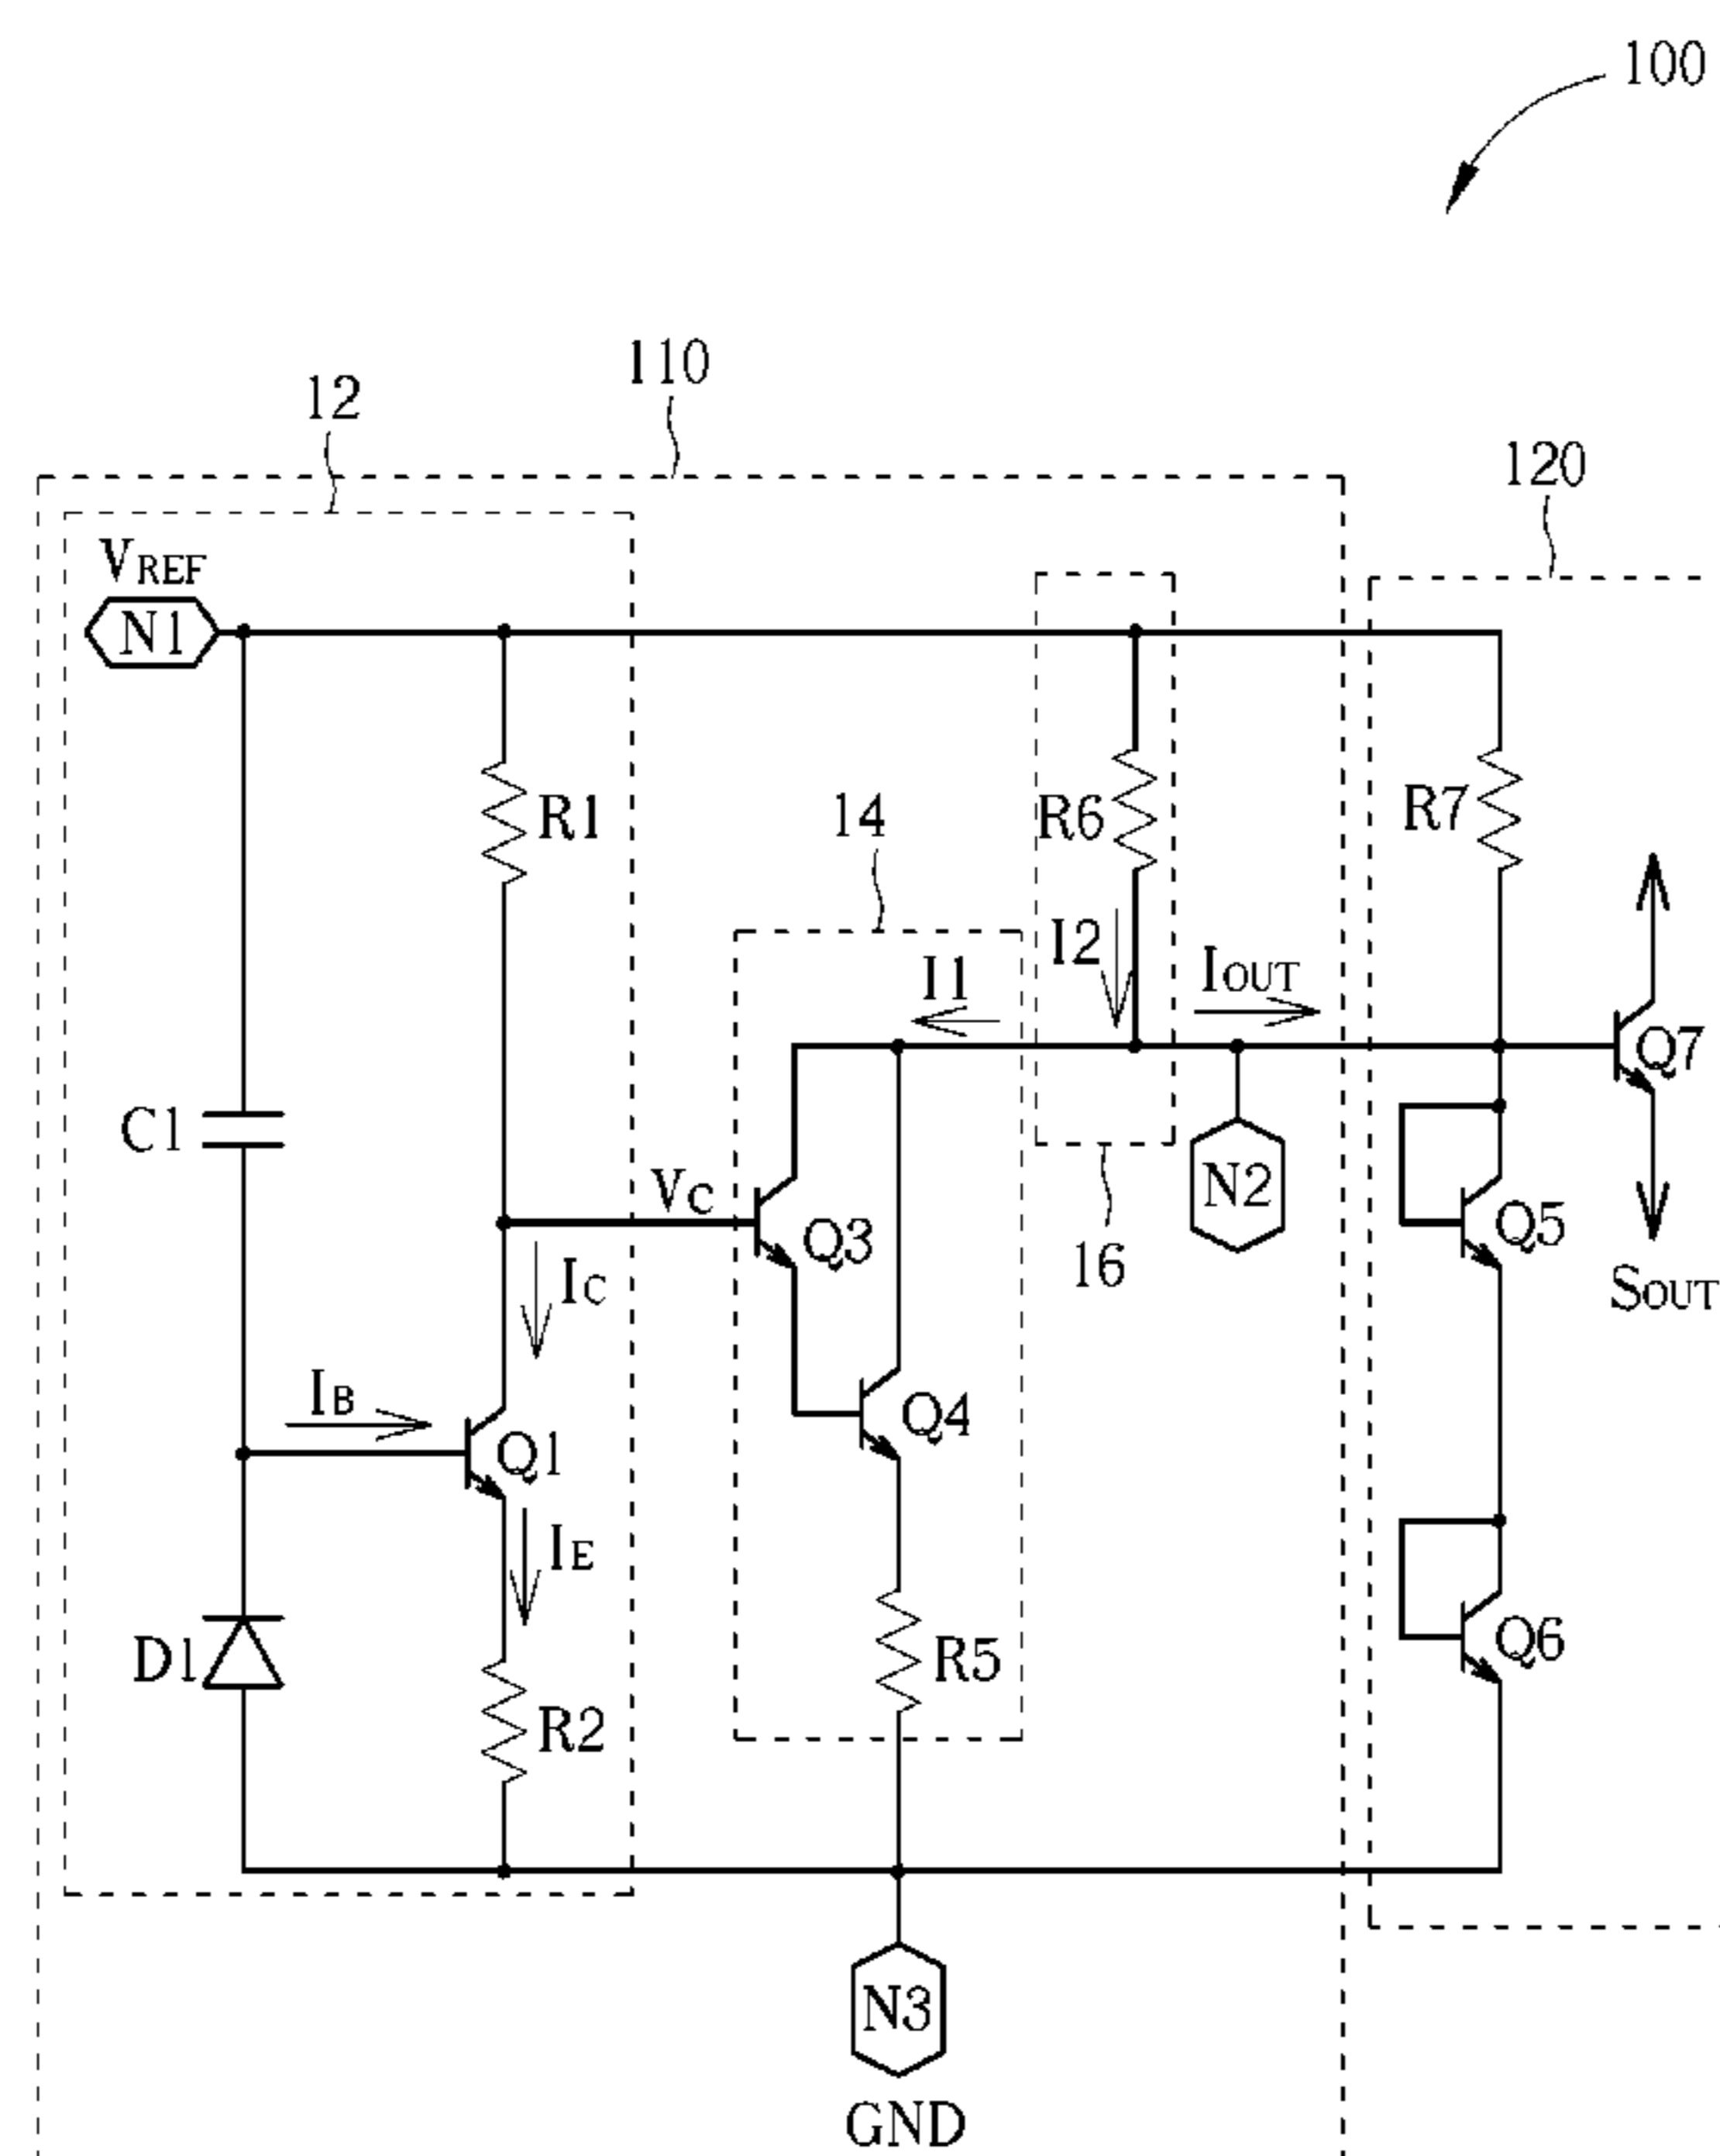 100
110
12
120
VREF
N1
R1
R6
R7
14
I2
IOUT
I1
Q7
C1
VC
N2
Q3
Q5
16
IC
SOUT
IB
Q4
Q1
IE
Q6
D1
R5
R2
N3
GND